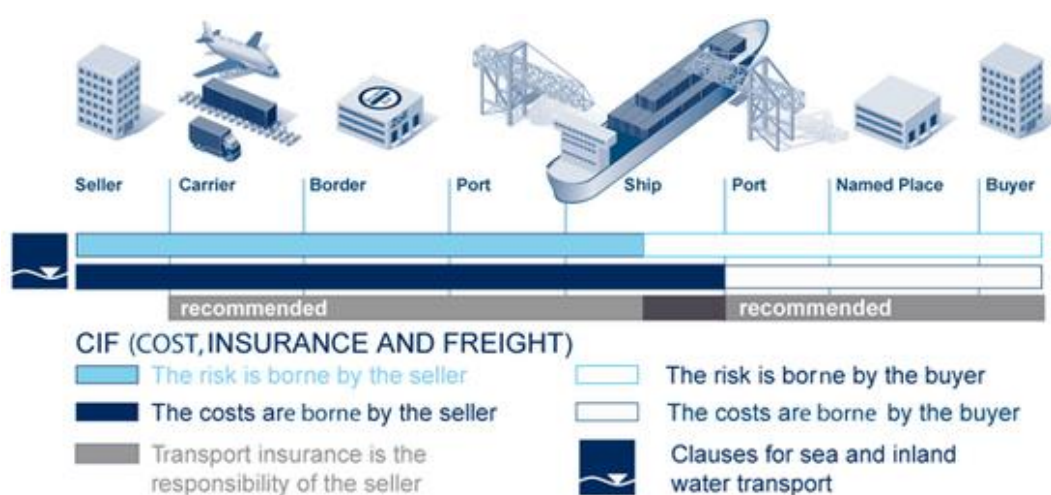 Seller Carrier Border Port Ship Port Named Place Buyer
recommended recommended
CIF (COST, INSURANCE AND FREIGHT)
The risk is borne by the seller
The risk is borne by the buyer
The costs are borne by the seller
The costs are borne by the buyer
Transport insurance is the
responsibility of the seller
Clauses for sea and inland
water transport